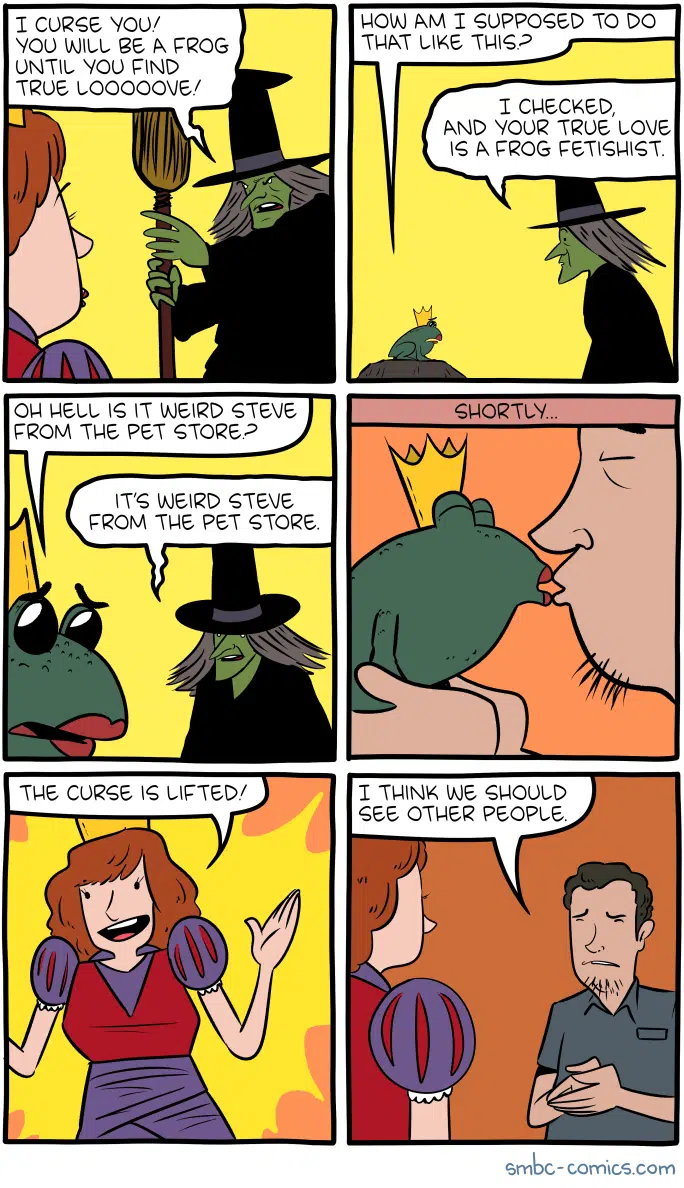 I CURSE YOU!
YOU WILL BE A FROG
UNTIL YOU FIND
TRUE LOOOOOVE!
HOW AM I SUPPOSED TO DO
THAT LIKE THIS?
I CHECKED,
AND YOUR TRUE LOVE
IS A FROG FETISHIST.
OH HELL IS IT WEIRD STEVE
FROM THE PET STORE?
IT'S WEIRD STEVE
FROM THE PET STORE.
SHORTLY...
THE CURSE IS LIFTED!
I THINK WE SHOULD
SEE OTHER PEOPLE.
smbc-comics.com